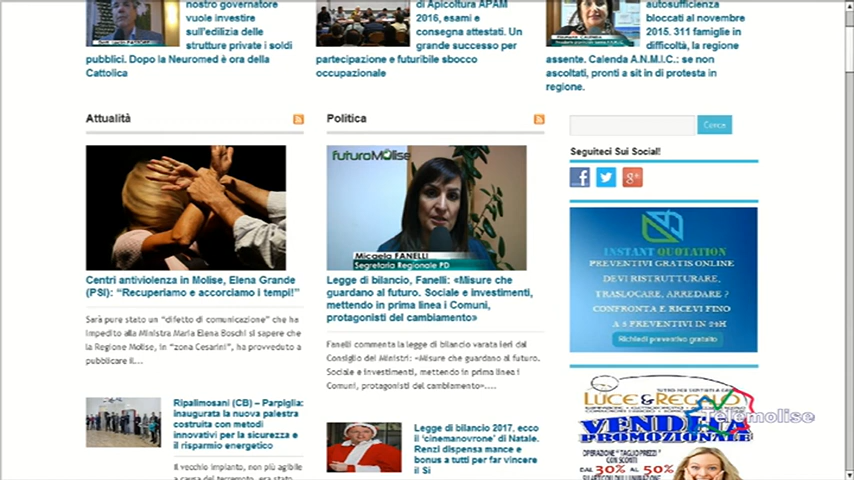 nostro governatore
vuole investire
sull'edilizia delle
strutture private i soldi
pubblici. Dopo la Neuromed è ora della
Cattolica
di Apicoltura APAM
2016, esami e
consegna attestati. Un
grande successo per
partecipazione e futuribile sbocco
occupazionale
autosufficienza
bloccati al novembre
2015. 311 famiglie in
difficoltà, la regione
assente. Calenda A.N.M.I.C.: se non
ascoltati, pronti a sit in di protesta in
regione.
Attualità
Centri antiviolenza in Molise, Elena Grande
(PSI): "Recuperiamo e accorciamo i tempi!"
Sarà pure stato un "difetto di comunicazione" che ha
impedito alla Ministra Maria Elena Boschi si sapere che
la Regione Molise, in "zona Cesarini", ha provveduto a
pubblicare il...
Ripalimosani (CB) – Parpiglia:
inaugurata la nuova palestra
costruita con metodi
innovativi per la sicurezza e
il risparmio energetico
Il vecchio impianto, non più agibile
a causa del terremoto, era stato
Politica
futuroMolise
Micaela FANELLI
Segretaria Regionale PD
Legge di bilancio, Fanelli: «Misure che
guardano al futuro. Sociale e investimenti,
mettendo in prima linea i Comuni,
protagonisti del cambiamento»
Fanelli commenta la legge di bilancio varata ieri dal
Consiglio dei Ministri: «Misure che guardano al futuro.
Sociale e investimenti, mettendo in prima linea i
Comuni, protagonisti del cambiamento»....
Legge di bilancio 2017, ecco
il 'cinemanovrone' di Natale.
Renzi dispensa mance e
bonus a tutti per far vincere
il Sì
Cerca
Seguiteci Sui Social!
INSTANT QUOTATION
PREVENTIVI GRATIS ONLINE
DEVI RISTRUTTURARE,
TRASLOCARE, ARREDARE ?
CONFRONTA E RICEVI FINO
A 5 PREVENTIVI IN 24H
Richiedi preventivo gratuito
LUCE & REGALO
Telemolise
VENDITA
PROMOZIONALE
OPERAZIONE "TAGLIO PREZZI"
CON SCONTI
DAL 30% AL 50%